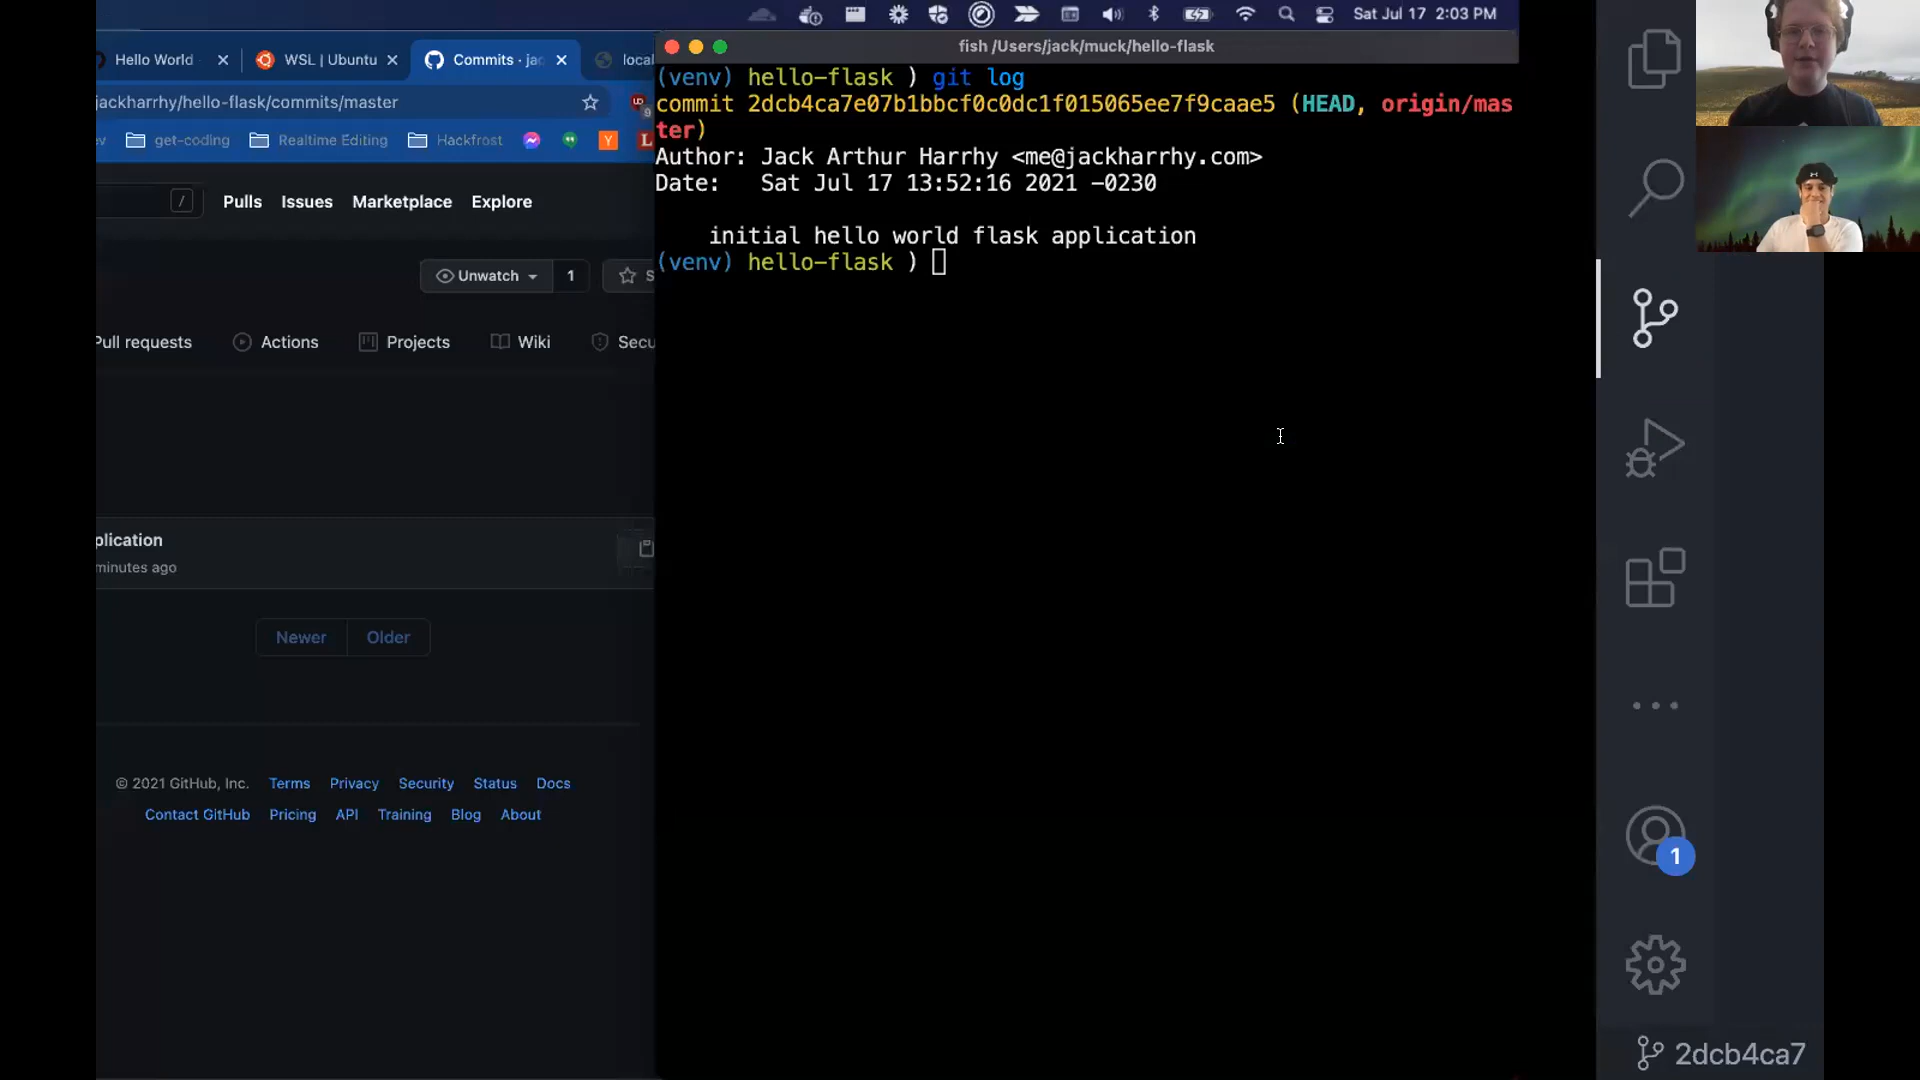 Sat Jul 17 2:03 PM
Hello World
WSL | Ubuntu
Commits · jac
local
jackharrhy/hello-flask/commits/master
ev
get-coding
Realtime Editing
Hackfrost
/
Pulls
Issues
Marketplace
Explore
Unwatch
1
S
Pull requests
Actions
Projects
Wiki
Secu
plication
minutes ago
Newer
Older
© 2021 GitHub, Inc.
Terms
Privacy
Security
Status
Docs
Contact GitHub
Pricing
API
Training
Blog
About
fish /Users/jack/muck/hello-flask
(venv) hello-flask ) git log
commit 2dcb4ca7e07b1bbcf0c0dc1f015065ee7f9caae5 (HEAD, origin/mas
ter)
Author: Jack Arthur Harrhy <me@jackharrhy.com>
Date:   Sat Jul 17 13:52:16 2021 -0230
initial hello world flask application
(venv) hello-flask )
1
2dcb4ca7